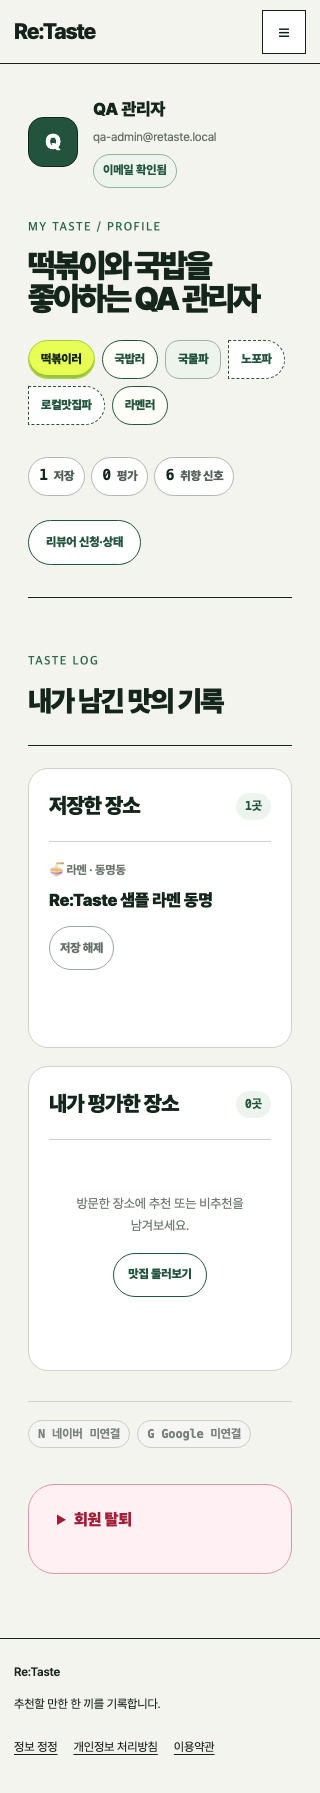 Re:Taste
≡
Q
QA 관리자
qa-admin@retaste.local
이메일 확인됨
MY TASTE / PROFILE
떡볶이와 국밥을
좋아하는 QA 관리자
떡볶이러 국밥러 국물파 노포파
로컬맛집파 라멘러
1 저장 0 평가 6 취향 신호
리뷰어 신청·상태
TASTE LOG
내가 남긴 맛의 기록
저장한 장소 1곳
🍜 라멘 · 동명동
Re:Taste 샘플 라멘 동명
저장 해제
내가 평가한 장소 0곳
방문한 장소에 추천 또는 비추천을
남겨보세요.
맛집 둘러보기
N 네이버 미연결 G Google 미연결
▶ 회원 탈퇴
Re:Taste
추천할 만한 한 끼를 기록합니다.
정보 정정 개인정보 처리방침 이용약관